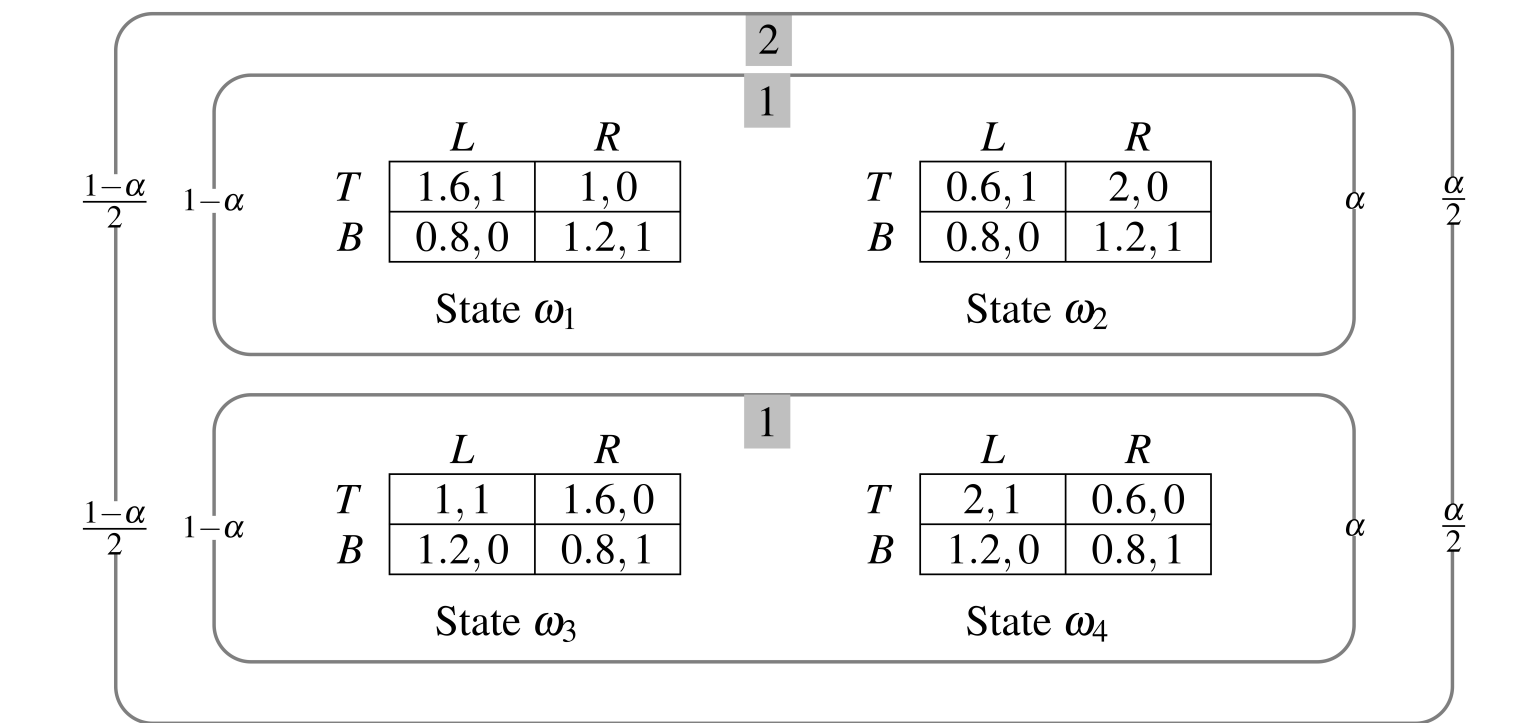 2
1
L R L R
T 1.6,1 1,0 T 0.6,1 2,0
1−α/2 1−α α α/2
B 0.8,0 1.2,1 B 0.8,0 1.2,1
State ω1 State ω2
1
L R L R
T 1,1 1.6,0 T 2,1 0.6,0
1−α/2 1−α α α/2
B 1.2,0 0.8,1 B 1.2,0 0.8,1
State ω3 State ω4